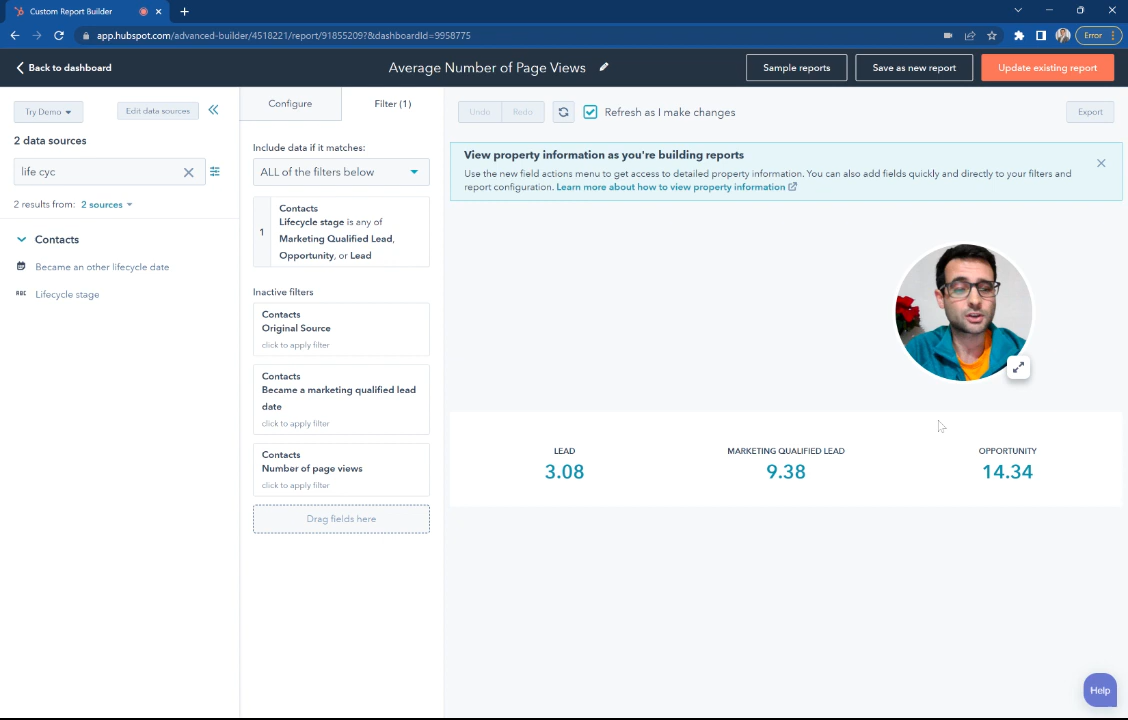 Custom Report Builder
app.hubspot.com/advanced-builder/4518221/report/91855209?&dashboardId=9958775
Error
Back to dashboard
Average Number of Page Views
Sample reports
Save as new report
Update existing report
Try Demo
Edit data sources
2 data sources
life cyc
2 results from: 2 sources
Contacts
Became an other lifecycle date
ABC Lifecycle stage
Configure
Filter (1)
Include data if it matches:
ALL of the filters below
1
Contacts
Lifecycle stage is any of
Marketing Qualified Lead,
Opportunity, or Lead
Inactive filters
Contacts
Original Source
click to apply filter
Contacts
Became a marketing qualified lead
date
click to apply filter
Contacts
Number of page views
click to apply filter
Drag fields here
Undo
Redo
Refresh as I make changes
Export
View property information as you're building reports
Use the new field actions menu to get access to detailed property information. You can also add fields quickly and directly to your filters and
report configuration. Learn more about how to view property information
LEAD
3.08
MARKETING QUALIFIED LEAD
9.38
OPPORTUNITY
14.34
Help